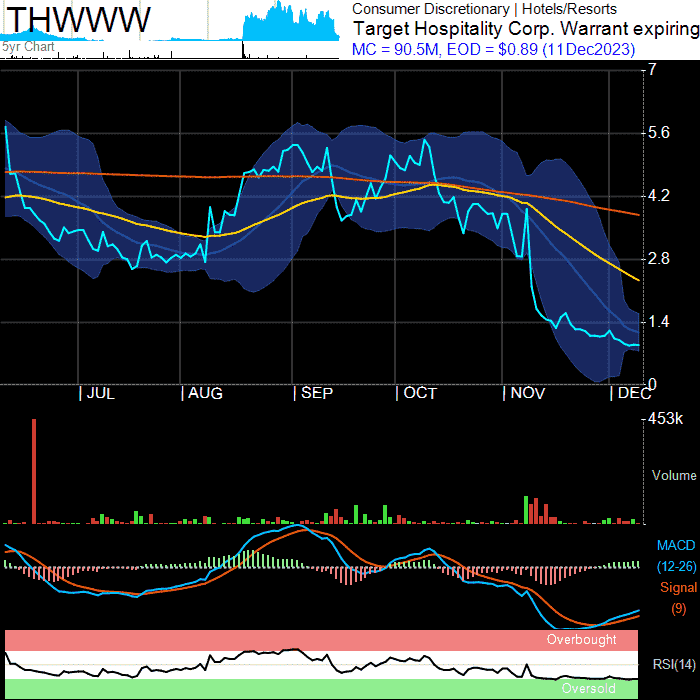 THWWW
5yr Chart
Consumer Discretionary | Hotels/Resorts
Target Hospitality Corp. Warrant expiring
MC = 90.5M, EOD = $0.89 (11Dec2023)
7
5.6
4.2
2.8
1.4
0
| JUL | AUG | SEP | OCT | NOV | DEC
453k
Volume
MACD
(12-26)
Signal
(9)
Overbought
RSI(14)
Oversold